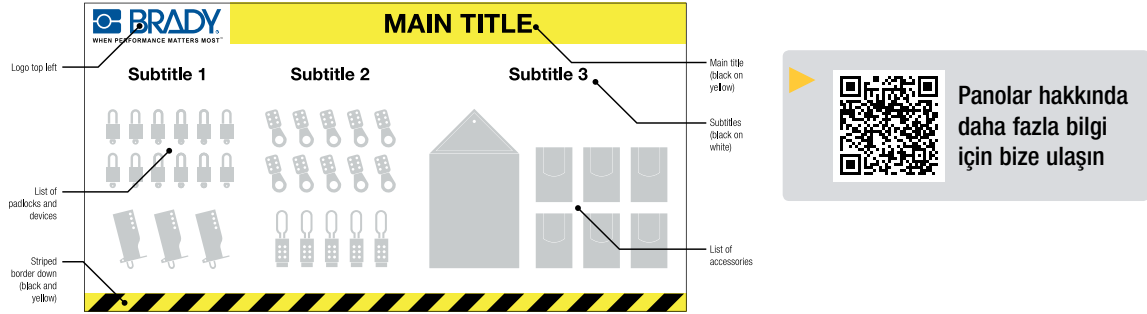 BRADY.
WHEN PERFORMANCE MATTERS MOST™
MAIN TITLE
Logo top left
Subtitle 1
Subtitle 2
Subtitle 3
Main title
(black on
yellow)
Subtitles
(black on
white)
List of
padlocks and
devices
List of
accessories
Striped
border down
(black and
yellow)
Panolar hakkında
daha fazla bilgi
için bize ulaşın